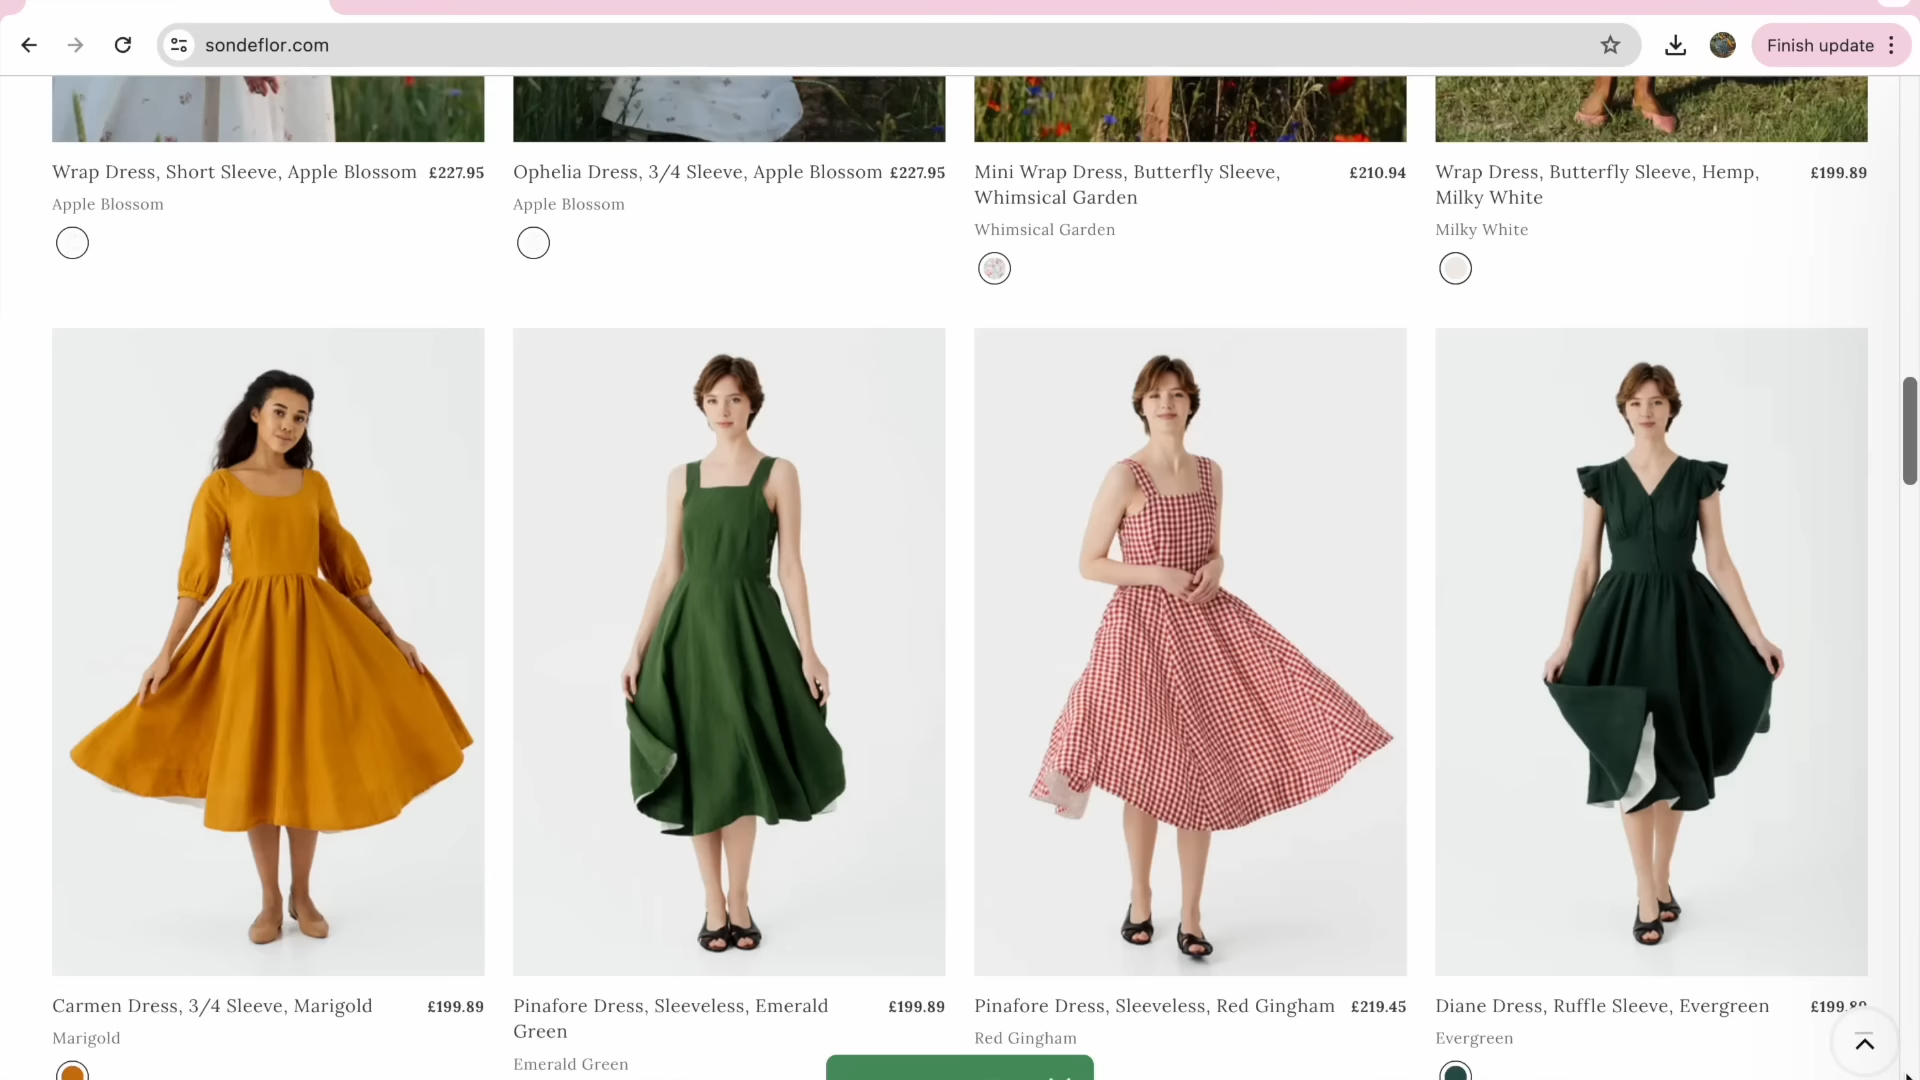 sondeflor.com
Finish update
Wrap Dress, Short Sleeve, Apple Blossom £227.95
Apple Blossom
Ophelia Dress, 3/4 Sleeve, Apple Blossom £227.95
Apple Blossom
Mini Wrap Dress, Butterfly Sleeve, £210.94
Whimsical Garden
Whimsical Garden
Wrap Dress, Butterfly Sleeve, Hemp, £199.89
Milky White
Milky White
Carmen Dress, 3/4 Sleeve, Marigold £199.89
Marigold
Pinafore Dress, Sleeveless, Emerald £199.89
Green
Emerald Green
Pinafore Dress, Sleeveless, Red Gingham £219.45
Red Gingham
Diane Dress, Ruffle Sleeve, Evergreen £199.89
Evergreen